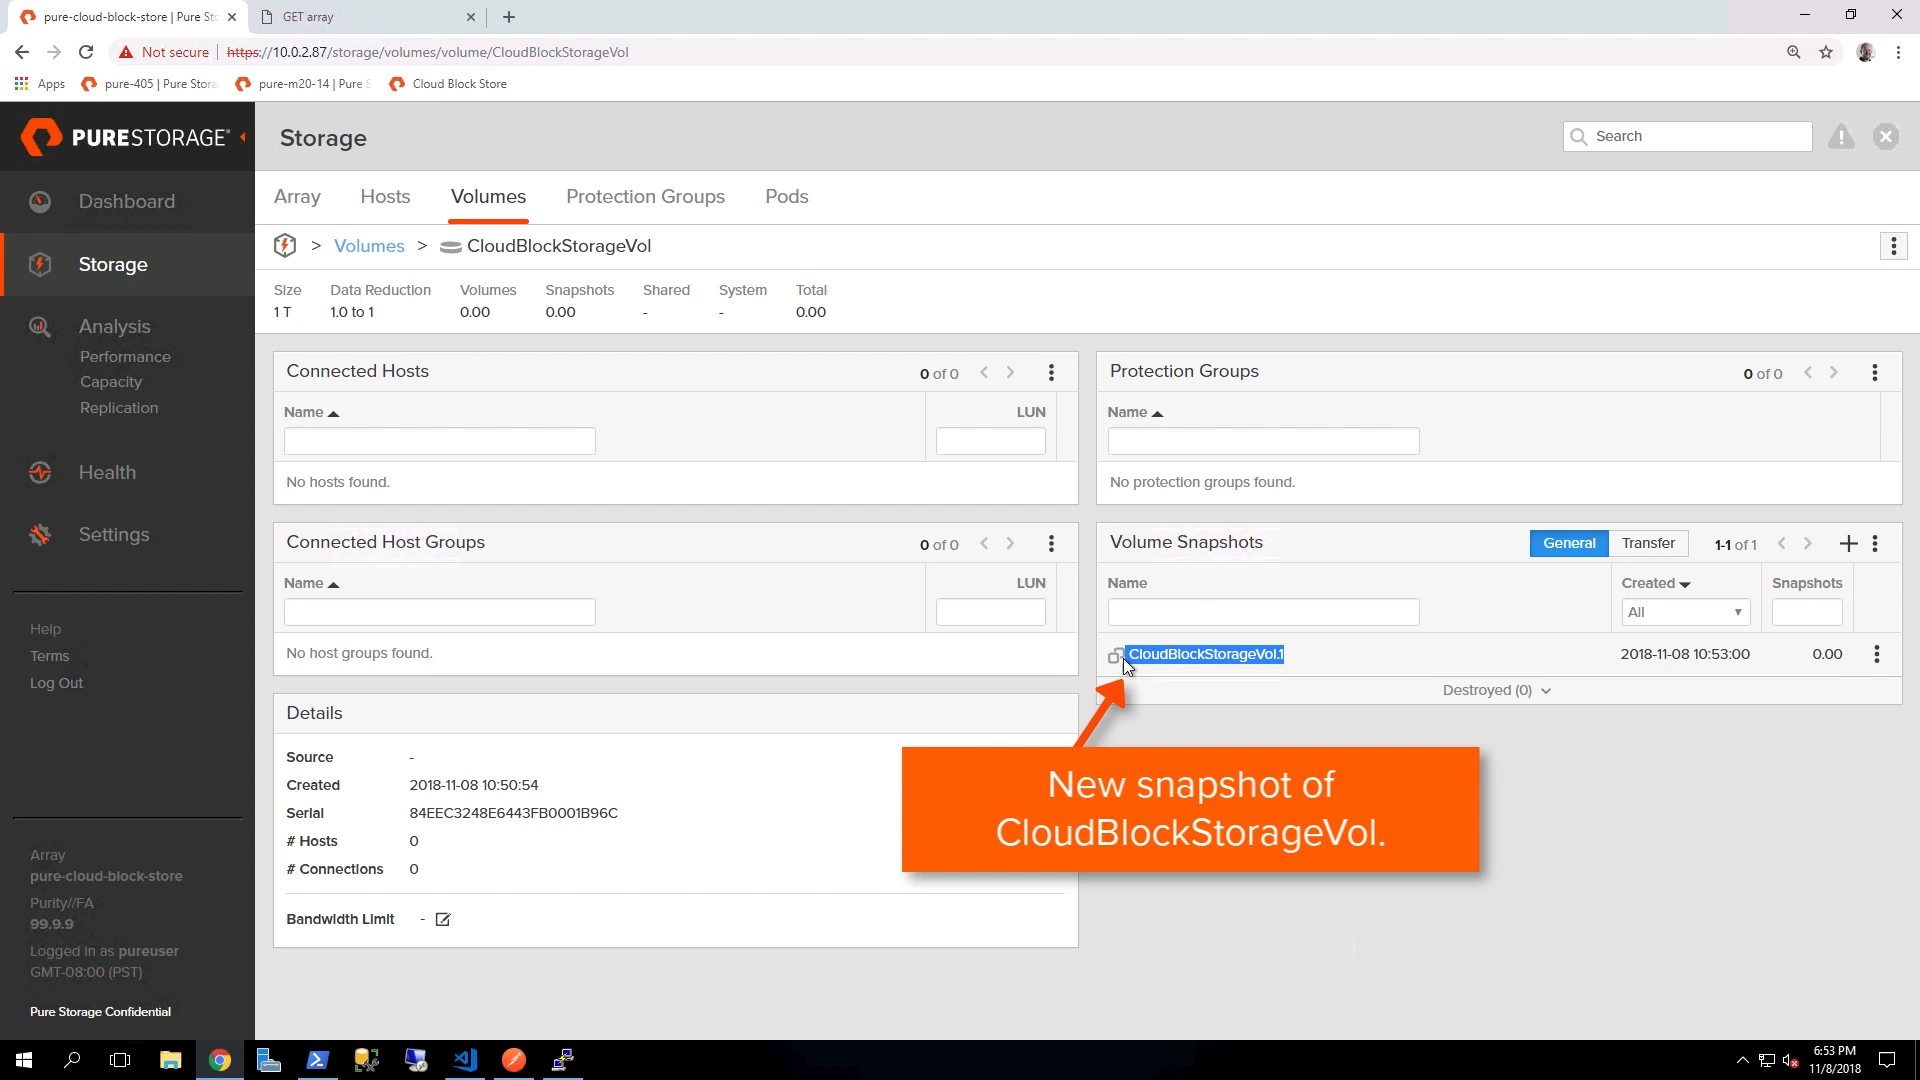 pure-cloud-block-store | Pure Sto
GET array
Not secure
https://10.0.2.87/storage/volumes/volume/CloudBlockStorageVol
Apps
pure-405 | Pure Stora
pure-m20-14 | Pure S
Cloud Block Store
PURESTORAGE®
Storage
Search
Dashboard
Storage
Analysis
Performance
Capacity
Replication
Health
Settings
Help
Terms
Log Out
Array
pure-cloud-block-store
Purity//FA
99.9.9
Logged in as pureuser
GMT-08:00 (PST)
Pure Storage Confidential
Array Hosts Volumes Protection Groups Pods
> Volumes > CloudBlockStorageVol
Size Data Reduction Volumes Snapshots Shared System Total
1 T 1.0 to 1 0.00 0.00 - - 0.00
Connected Hosts 0 of 0
Name LUN
No hosts found.
Protection Groups 0 of 0
Name
No protection groups found.
Connected Host Groups 0 of 0
Name LUN
No host groups found.
Volume Snapshots General Transfer 1-1 of 1
Name Created Snapshots
All
CloudBlockStorageVol.1 2018-11-08 10:53:00 0.00
Destroyed (0)
Details
Source -
Created 2018-11-08 10:50:54
Serial 84EEC3248E6443FB0001B96C
# Hosts 0
# Connections 0
Bandwidth Limit -
New snapshot of
CloudBlockStorageVol.
6:53 PM
11/8/2018